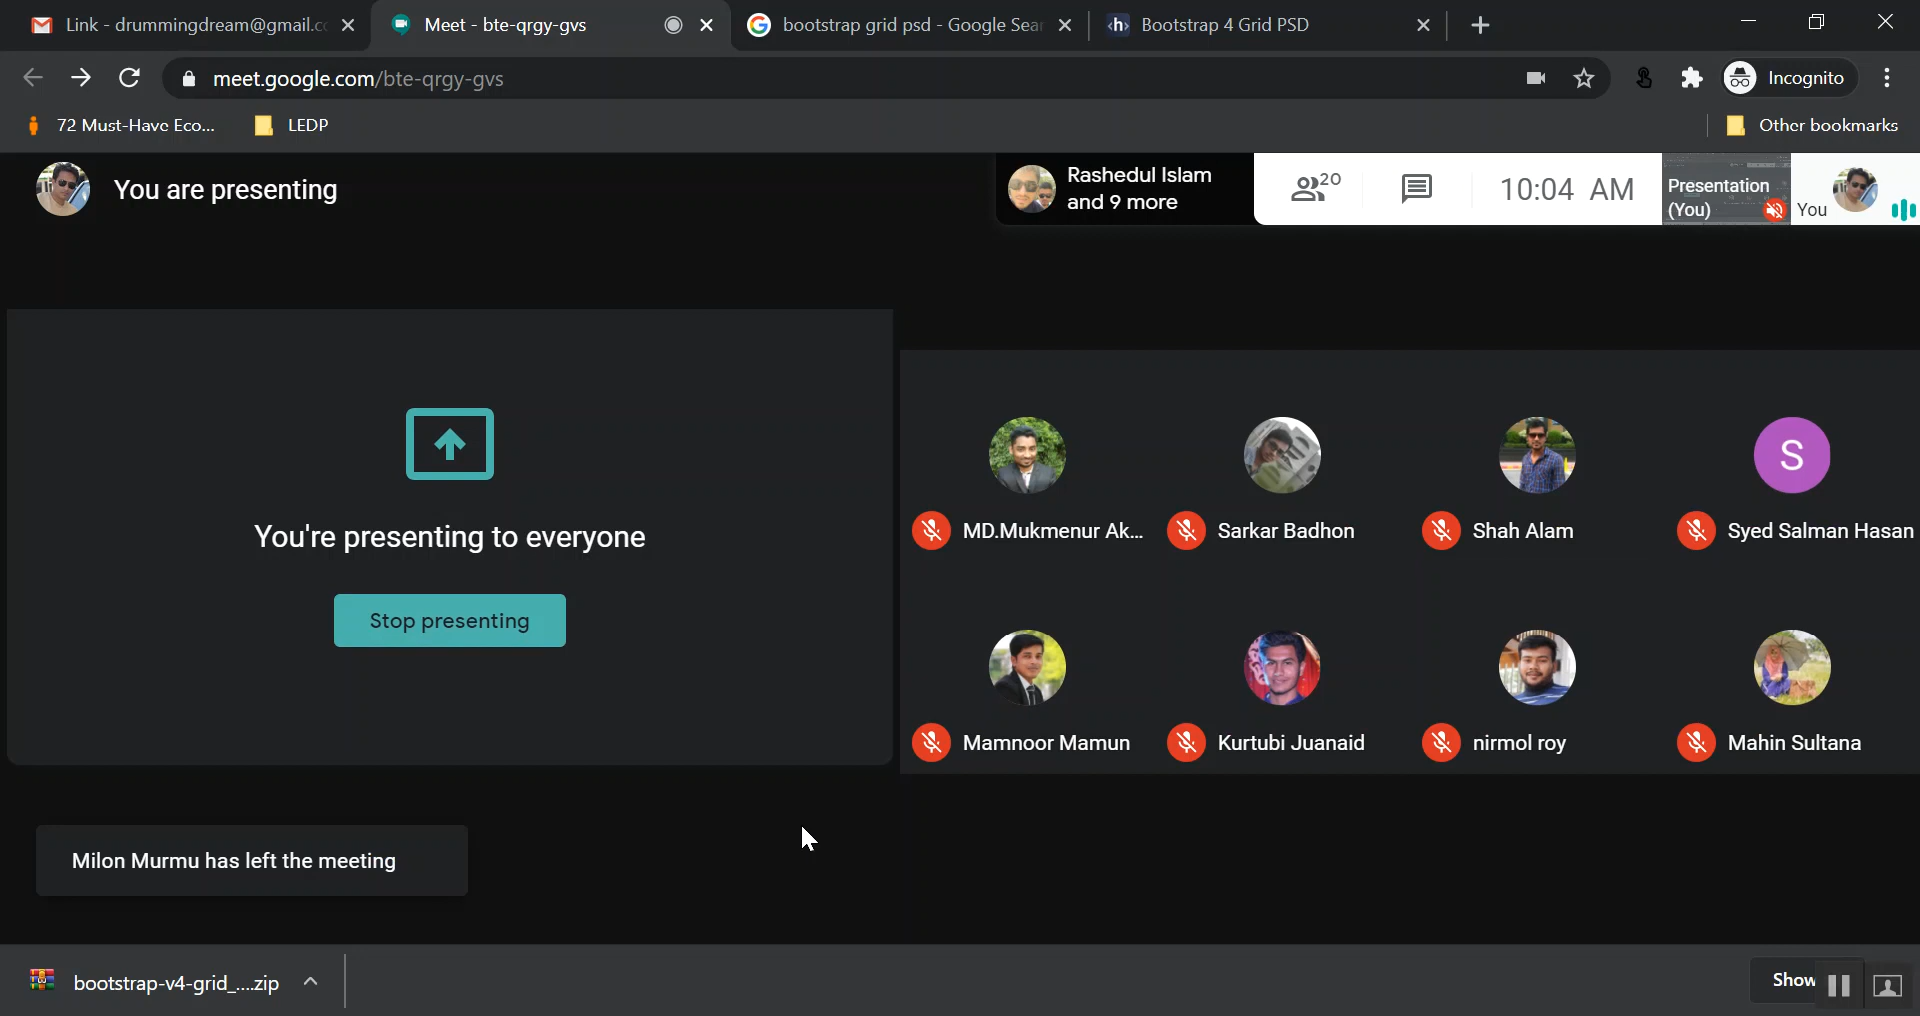 Link - drummingdream@gmail.c
Meet - bte-qrgy-gvs
bootstrap grid psd - Google Sea
Bootstrap 4 Grid PSD
meet.google.com/bte-qrgy-gvs
Incognito
72 Must-Have Eco...
LEDP
Other bookmarks
You are presenting
Rashedul Islam
and 9 more
20
10:04 AM
Presentation
(You)
You
You're presenting to everyone
Stop presenting
S
MD.Mukmenur Ak...
Sarkar Badhon
Shah Alam
Syed Salman Hasan
Mamnoor Mamun
Kurtubi Juanaid
nirmol roy
Mahin Sultana
Milon Murmu has left the meeting
bootstrap-v4-grid_....zip
Show